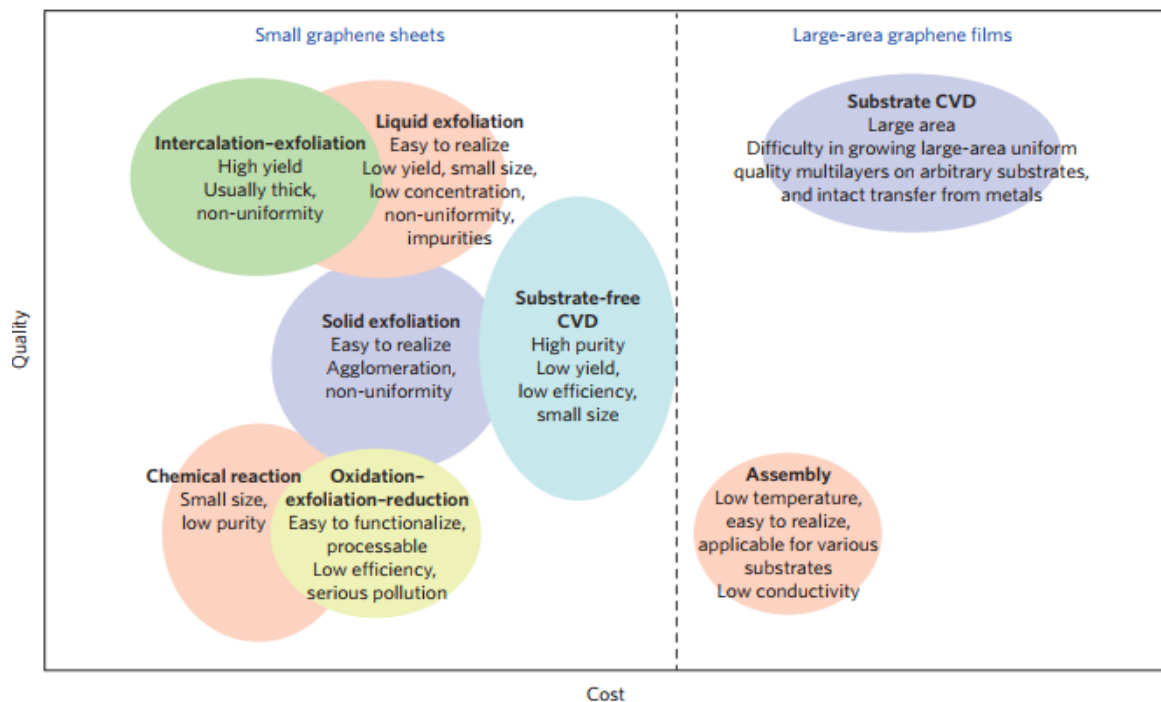 Small graphene sheets
Large-area graphene films
Intercalation–exfoliation
High yield
Usually thick,
non-uniformity
Liquid exfoliation
Easy to realize
Low yield, small size,
low concentration,
non-uniformity,
impurities
Substrate CVD
Large area
Difficulty in growing large-area uniform
quality multilayers on arbitrary substrates,
and intact transfer from metals
Solid exfoliation
Easy to realize
Agglomeration,
non-uniformity
Substrate-free
CVD
High purity
Low yield,
low efficiency,
small size
Chemical reaction
Small size,
low purity
Oxidation–
exfoliation–reduction
Easy to functionalize,
processable
Low efficiency,
serious pollution
Assembly
Low temperature,
easy to realize,
applicable for various
substrates
Low conductivity
Quality
Cost